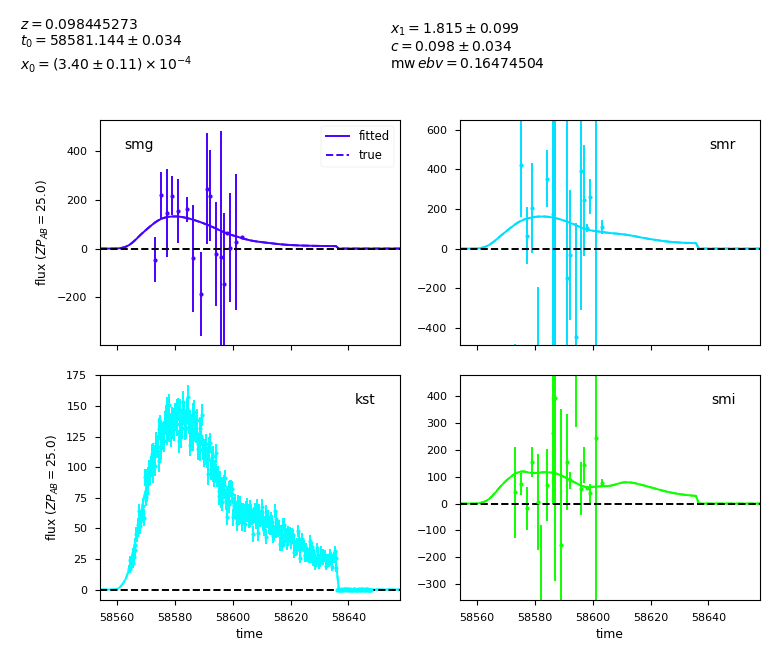 z = 0.098445273
t₀ = 58581.144 ± 0.034
x₀ = (3.40 ± 0.11) × 10⁻⁴
x₁ = 1.815 ± 0.099
c = 0.098 ± 0.034
mw ebv = 0.16474504
smg
fitted
true
400
200
0
−200
flux (ZP_AB = 25.0)
smr
600
400
200
0
−200
−400
kst
175
150
125
100
75
50
25
0
flux (ZP_AB = 25.0)
58560 58580 58600 58620 58640
time
smi
400
300
200
100
0
−100
−200
−300
58560 58580 58600 58620 58640
time